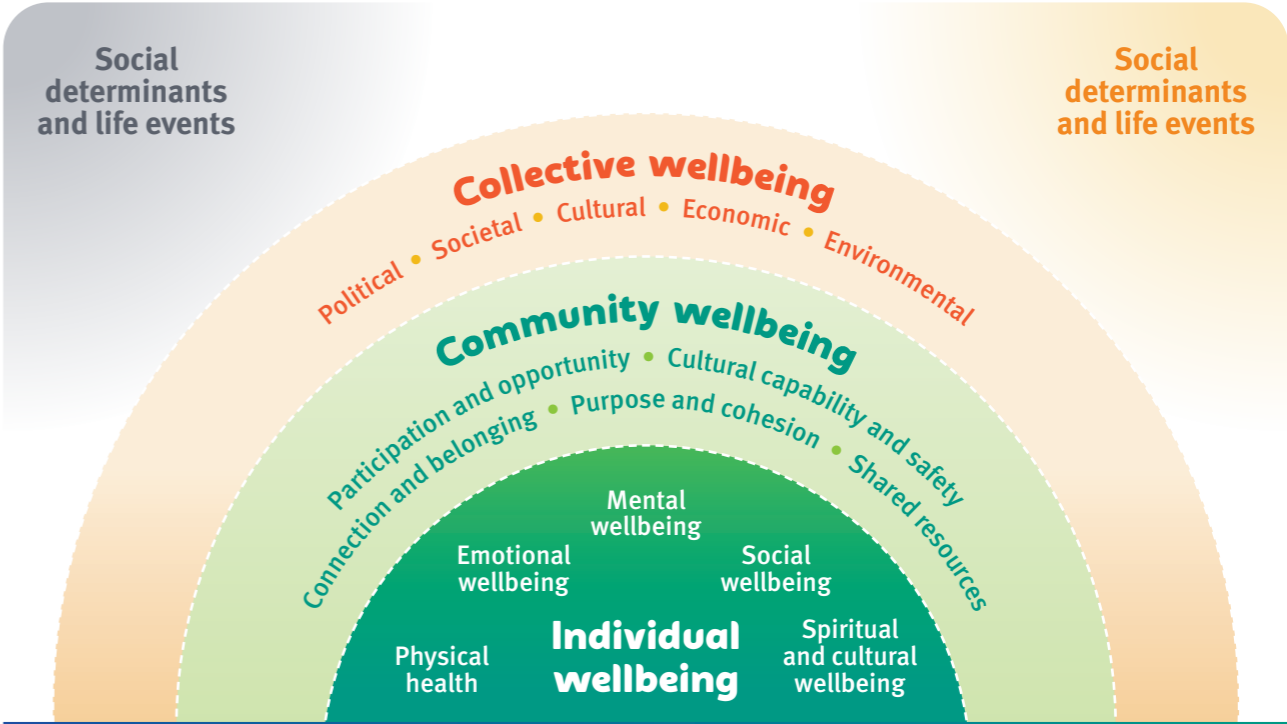 Social
determinants
and life events
Social
determinants
and life events
Collective wellbeing
Political • Societal • Cultural • Economic • Environmental
Community wellbeing
Participation and opportunity • Cultural capability and safety
Connection and belonging • Purpose and cohesion • Shared resources
Mental
wellbeing
Emotional
wellbeing
Social
wellbeing
Physical
health
Individual
wellbeing
Spiritual
and cultural
wellbeing